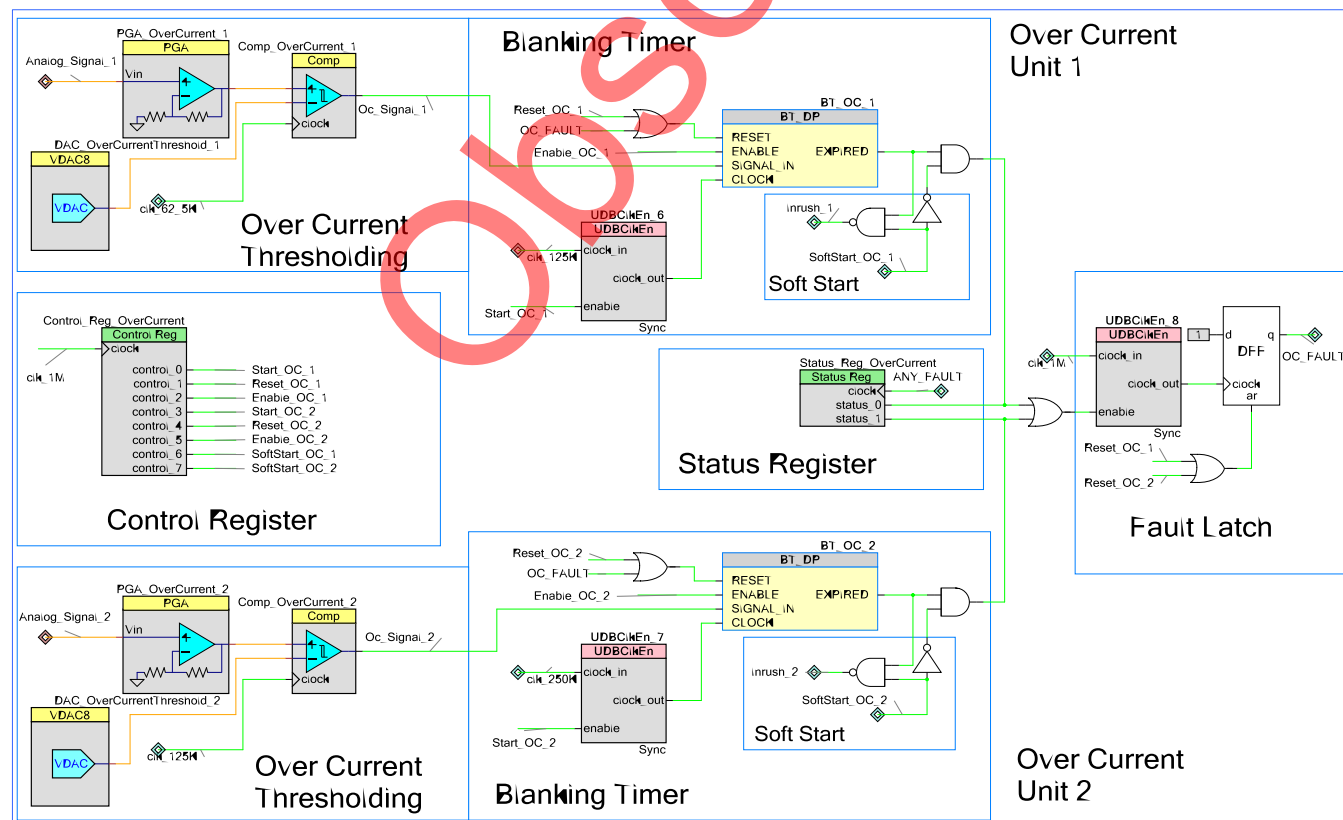 PGA_OverCurrent_1
PGA
Analog_Signal_1
Vin
Comp_OverCurrent_1
Comp
clock
Oc_Signal_1
DAC_OverCurrentThreshold_1
VDAC8
VDAC
clk_62_5K
Over Current
Thresholding
Blanking Timer
Reset_OC_1
OC_FAULT
Enable_OC_1
BT_OC_1
BT_DP
RESET
ENABLE
SIGNAL_IN
CLOCK
EXPIRED
UDBClkEn_6
UDBClkEn
clk_125K
clock_in
clock_out
enable
Start_OC_1
Sync
Inrush_1
SoftStart_OC_1
Soft Start
Over Current
Unit 1
Obso
Control_Reg_OverCurrent
Control Reg
clock
clk_1M
control_0 Start_OC_1
control_1 Reset_OC_1
control_2 Enable_OC_1
control_3 Start_OC_2
control_4 Reset_OC_2
control_5 Enable_OC_2
control_6 SoftStart_OC_1
control_7 SoftStart_OC_2
Control Register
Status_Reg_OverCurrent
Status Reg
ANY_FAULT
clock
status_0
status_1
Status Register
UDBClkEn_8
UDBClkEn
clk_1M
clock_in
clock_out
enable
Sync
1
d
q
DFF
clock
ar
OC_FAULT
Reset_OC_1
Reset_OC_2
Fault Latch
PGA_OverCurrent_2
PGA
Analog_Signal_2
Vin
Comp_OverCurrent_2
Comp
clock
Oc_Signal_2
DAC_OverCurrentThreshold_2
VDAC8
VDAC
clk_125K
Over Current
Thresholding
Reset_OC_2
OC_FAULT
Enable_OC_2
BT_OC_2
BT_DP
RESET
ENABLE
SIGNAL_IN
CLOCK
EXPIRED
UDBClkEn_7
UDBClkEn
clk_250K
clock_in
clock_out
enable
Start_OC_2
Sync
Inrush_2
SoftStart_OC_2
Soft Start
Blanking Timer
Over Current
Unit 2